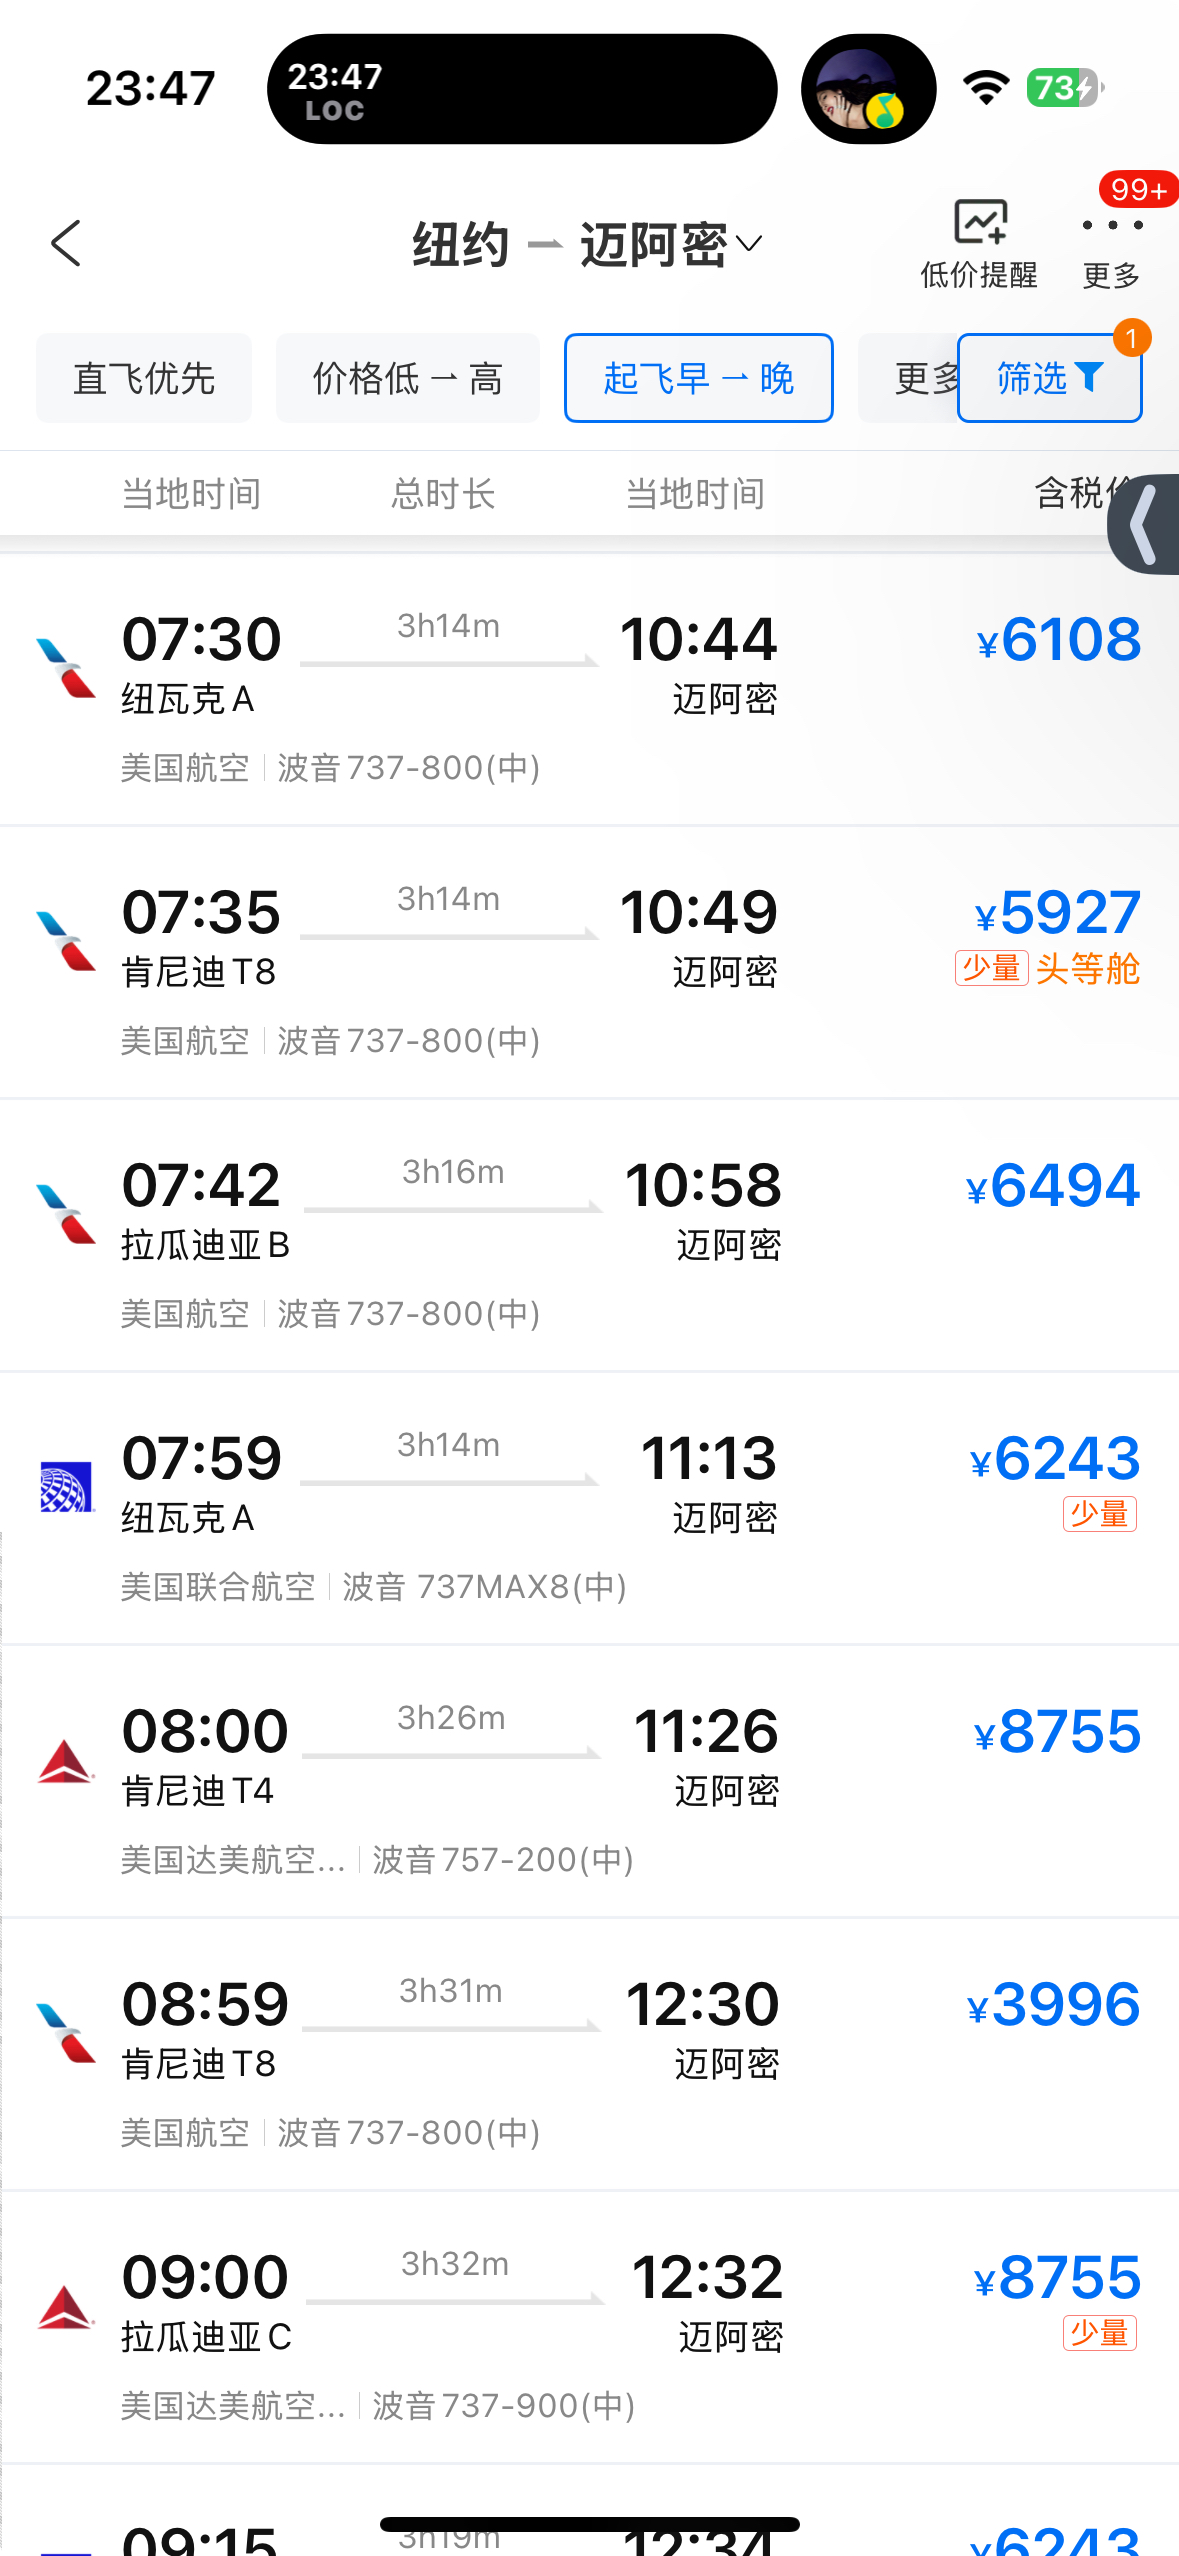 23:47
23:47
LOC
73
99+
纽约 迈阿密
低价提醒
更多
直飞优先
价格低 → 高
起飞早 → 晚
更多
筛选
1
当地时间 总时长 当地时间 含税价
07:30 3h14m 10:44 ¥6108
纽瓦克A 迈阿密
美国航空 | 波音737-800(中)
07:35 3h14m 10:49 ¥5927
肯尼迪T8 迈阿密 少量 头等舱
美国航空 | 波音737-800(中)
07:42 3h16m 10:58 ¥6494
拉瓜迪亚B 迈阿密
美国航空 | 波音737-800(中)
07:59 3h14m 11:13 ¥6243
纽瓦克A 迈阿密 少量
美国联合航空 | 波音 737MAX8(中)
08:00 3h26m 11:26 ¥8755
肯尼迪T4 迈阿密
美国达美航空... | 波音757-200(中)
08:59 3h31m 12:30 ¥3996
肯尼迪T8 迈阿密
美国航空 | 波音737-800(中)
09:00 3h32m 12:32 ¥8755
拉瓜迪亚C 迈阿密 少量
美国达美航空... | 波音737-900(中)
09:15 3h19m 12:34 ¥6243